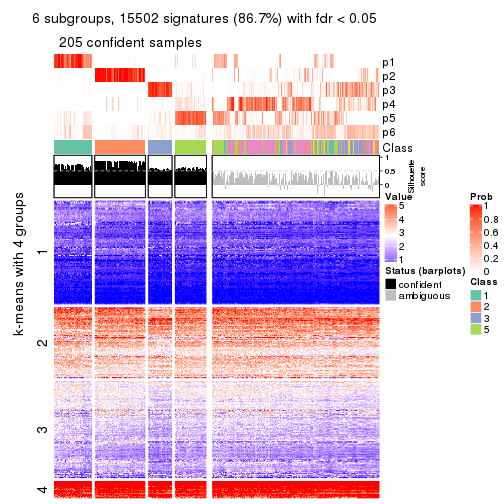 6 subgroups, 15502 signatures (86.7%) with fdr < 0.05
205 confident samples
p1
p2
p3
p4
p5
p6
Class
1
0.5
0
Silhouette
score
k-means with 4 groups
1
2
3
4
Value
5
4
3
2
1
Status (barplots)
confident
ambiguous
Prob
1
0.8
0.6
0.4
0.2
0
Class
1
2
3
5